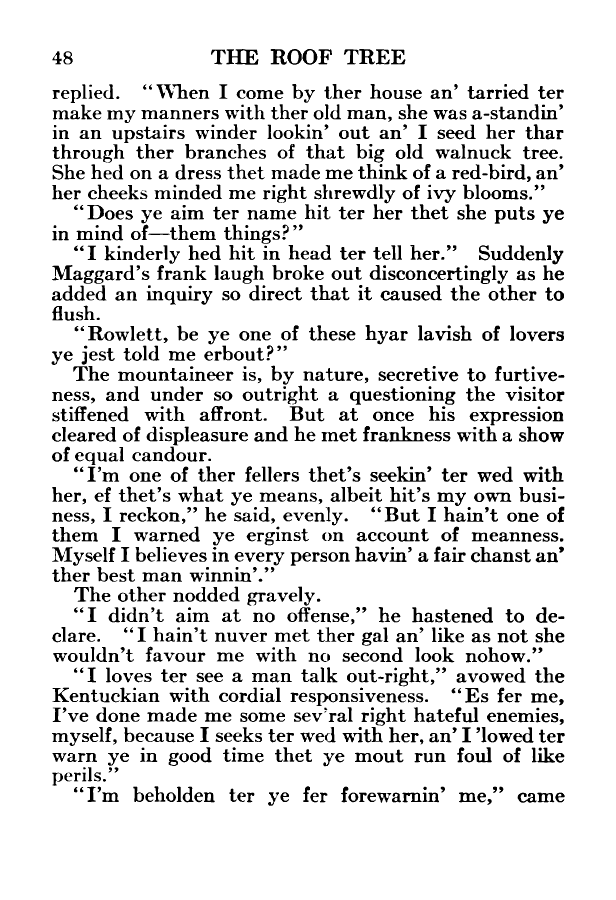 48 THE ROOF TREE
replied. “When I come by ther house an’ tarried ter
make my manners with ther old man, she was a-standin’
in an upstairs winder lookin’ out an’ I seed her thar
through ther branches of that big old walnuck tree.
She hed on a dress thet made me think of a red-bird, an’
her cheeks minded me right shrewdly of ivy blooms.”
“Does ye aim ter name hit ter her thet she puts ye
in mind of—them things?”
“I kinderly hed hit in head ter tell her.” Suddenly
Maggard’s frank laugh broke out disconcertingly as he
added an inquiry so direct that it caused the other to
flush.
“Rowlett, be ye one of these hyar lavish of lovers
ye jest told me erbout?”
The mountaineer is, by nature, secretive to furtive-
ness, and under so outright a questioning the visitor
stiffened with affront. But at once his expression
cleared of displeasure and he met frankness with a show
of equal candour.
“I’m one of ther fellers thet’s seekin’ ter wed with
her, ef thet’s what ye means, albeit hit’s my own busi-
ness, I reckon,” he said, evenly. “But I hain’t one of
them I warned ye erginst on account of meanness.
Myself I believes in every person havin’ a fair chanst an’
ther best man winnin’.”
The other nodded gravely.
“I didn’t aim at no offense,” he hastened to de-
clare. “I hain’t nuver met ther gal an’ like as not she
wouldn’t favour me with no second look nohow.”
“I loves ter see a man talk out-right,” avowed the
Kentuckian with cordial responsiveness. “Es fer me,
I’ve done made me some sev’ral right hateful enemies,
myself, because I seeks ter wed with her, an’ I ’lowed ter
warn ye in good time thet ye mout run foul of like
perils.”
“I’m beholden ter ye fer forewarnin’ me,” came